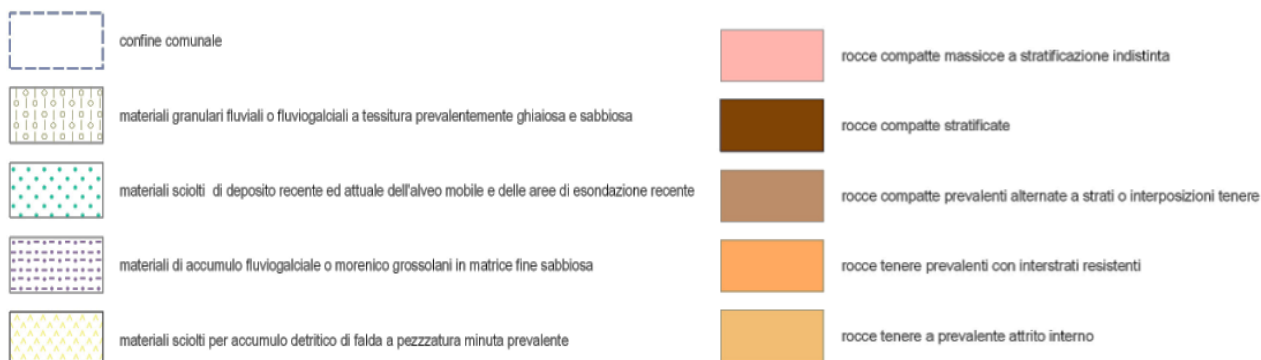 confine comunale
materiali granulari fluviali o fluviogalciali a tessitura prevalentemente ghiaiosa e sabbiosa
materiali sciolti di deposito recente ed attuale dell'alveo mobile e delle aree di esondazione recente
materiali di accumulo fluviogalciale o morenico grossolani in matrice fine sabbiosa
materiali sciolti per accumulo detritico di falda a pezzzatura minuta prevalente
rocce compatte massicce a stratificazione indistinta
rocce compatte stratificate
rocce compatte prevalenti alternate a strati o interposizioni tenere
rocce tenere prevalenti con interstrati resistenti
rocce tenere a prevalente attrito interno